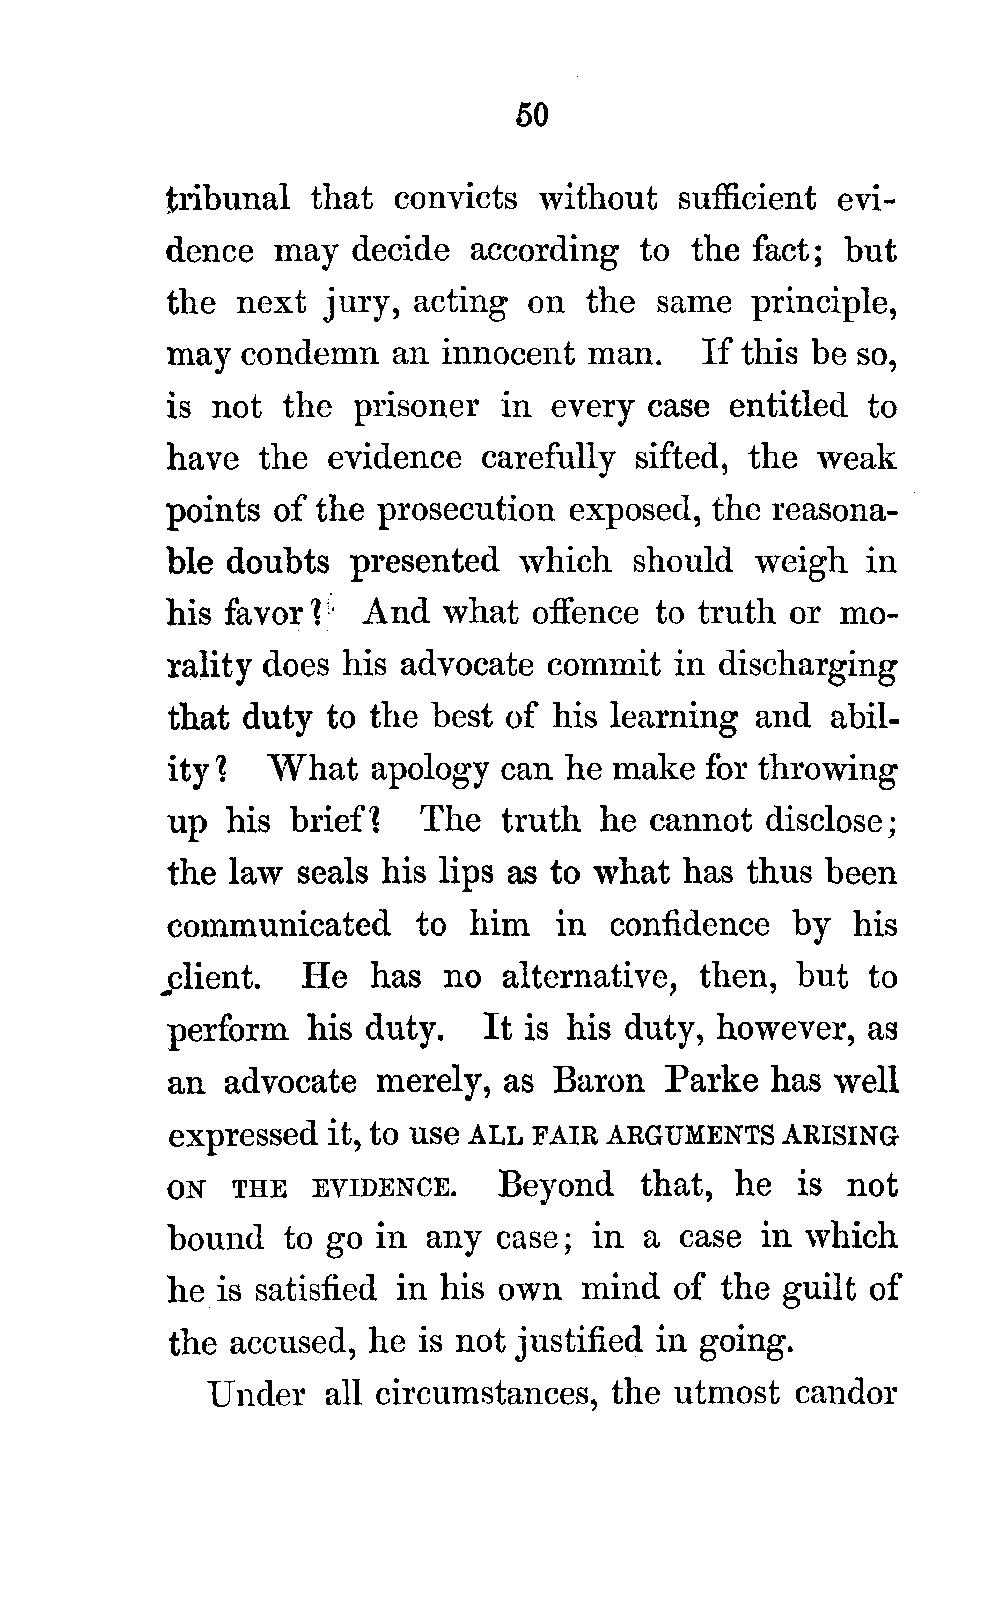 50
tribunal that convicts without sufficient evi-
dence may decide according to the fact; but
the next jury, acting on the same principle,
may condemn an innocent man. If this be so,
is not the prisoner in every case entitled to
have the evidence carefully sifted, the weak
points of the prosecution exposed, the reasona-
ble doubts presented which should weigh in
his favor? And what offence to truth or mo-
rality does his advocate commit in discharging
that duty to the best of his learning and abil-
ity? What apology can he make for throwing
up his brief? The truth he cannot disclose;
the law seals his lips as to what has thus been
communicated to him in confidence by his
client. He has no alternative, then, but to
perform his duty. It is his duty, however, as
an advocate merely, as Baron Parke has well
expressed it, to use ALL FAIR ARGUMENTS ARISING
ON THE EVIDENCE. Beyond that, he is not
bound to go in any case; in a case in which
he is satisfied in his own mind of the guilt of
the accused, he is not justified in going.
Under all circumstances, the utmost candor